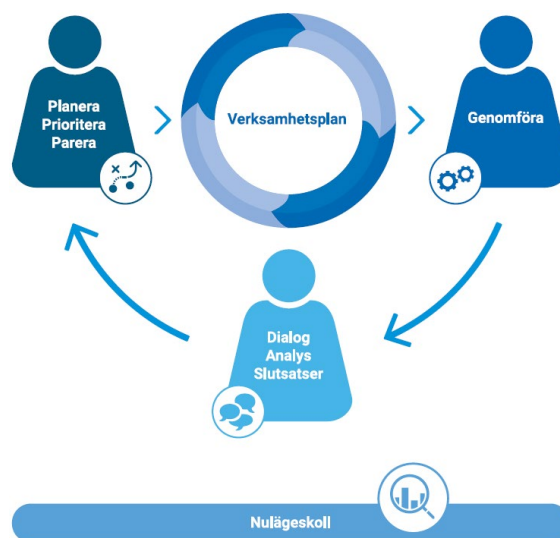 Planera
Prioritera
Parera
Verksamhetsplan
Genomföra
Dialog
Analys
Slutsatser
Nulägeskoll